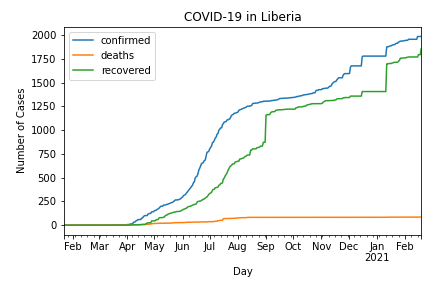 COVID-19 in Liberia
confirmed
deaths
recovered
Number of Cases
2000
1750
1500
1250
1000
750
500
250
0
Feb Mar Apr May Jun Jul Aug Sep Oct Nov Dec Jan Feb
2021
Day